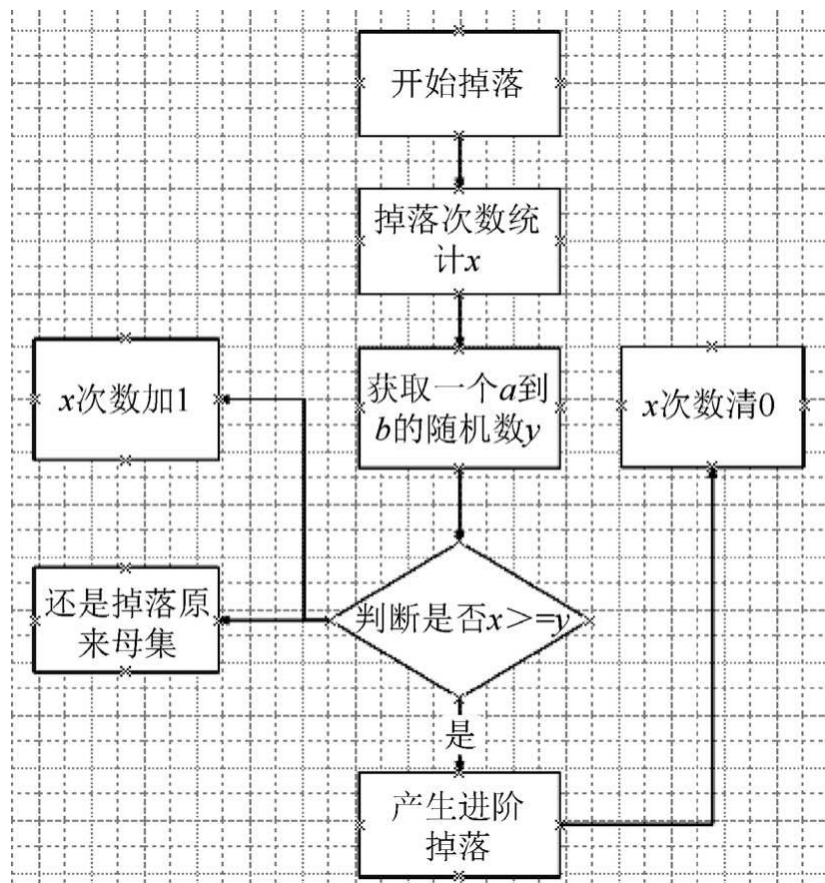 开始掉落
掉落次数统
计x
获取一个a到
b的随机数y
x次数加1
x次数清0
判断是否x>=y
还是掉落原
来母集
是
产生进阶
掉落